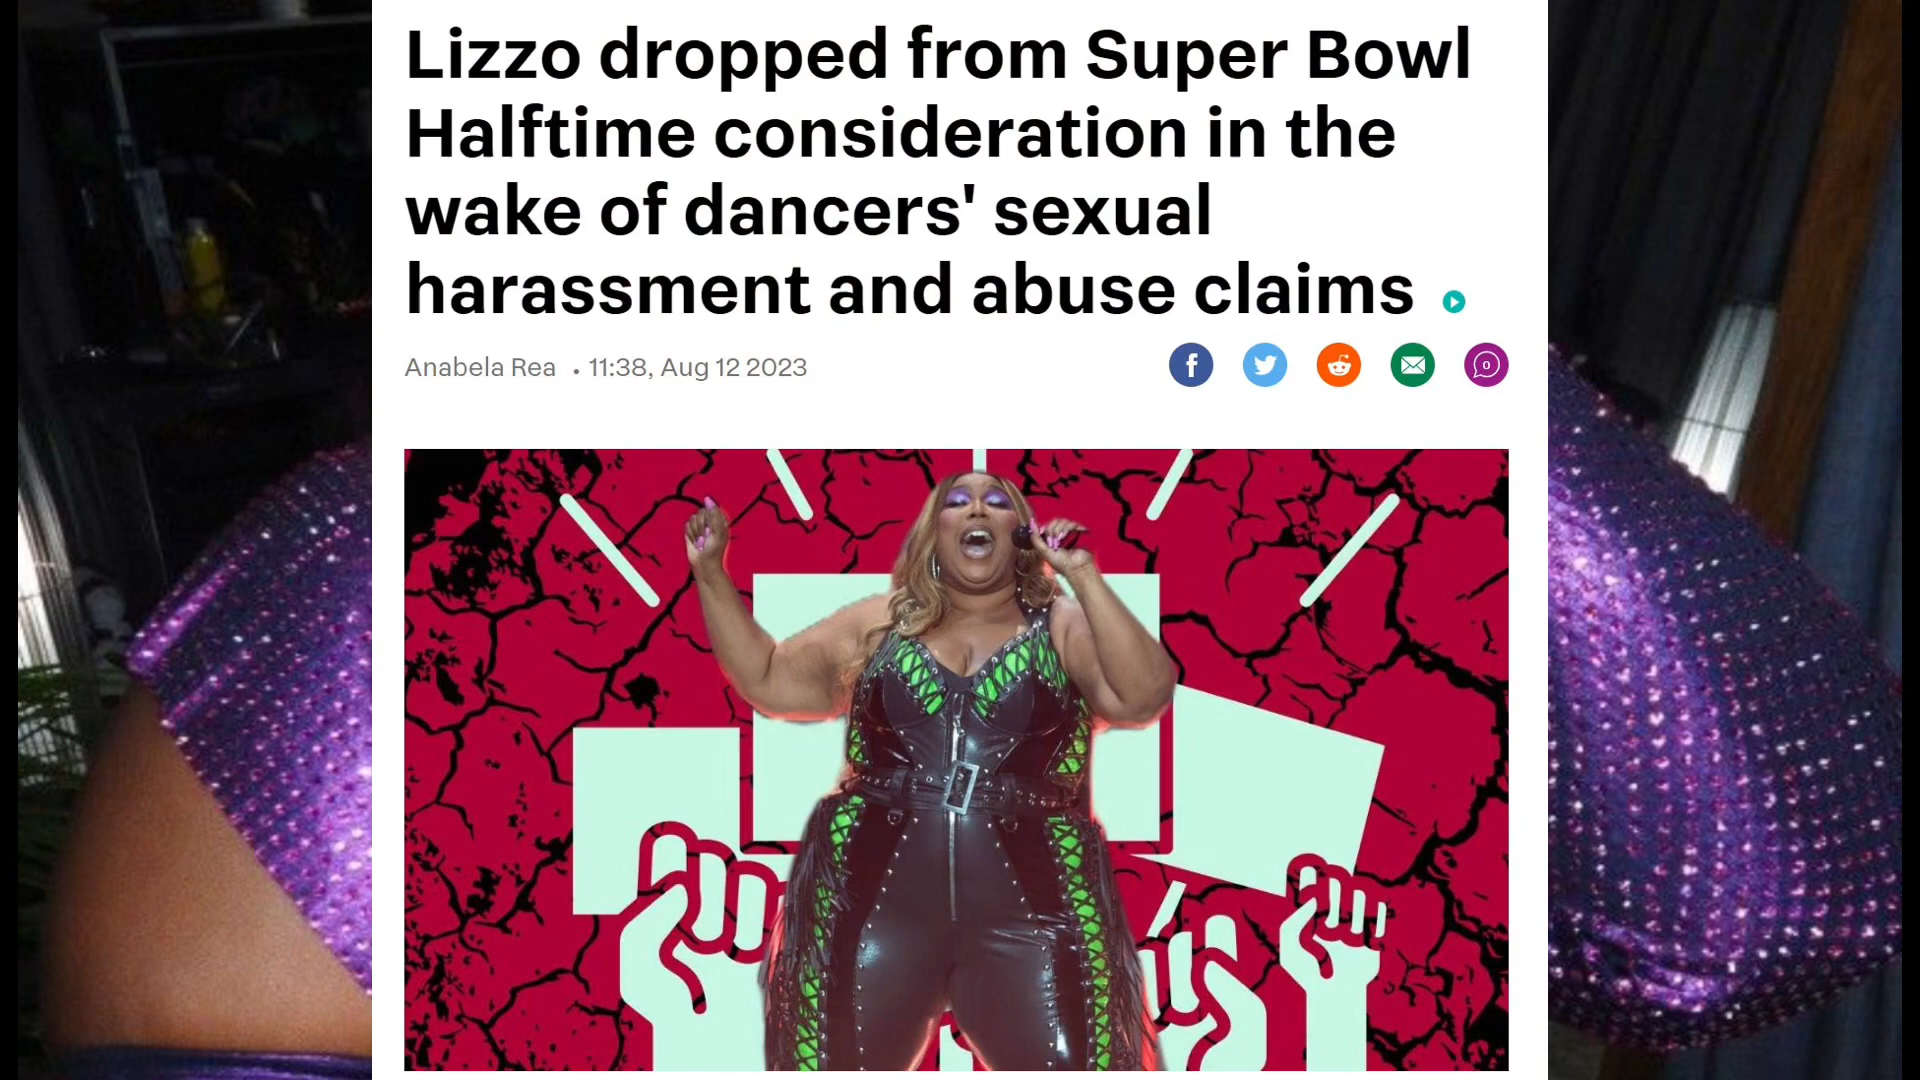 Lizzo dropped from Super Bowl
Halftime consideration in the
wake of dancers' sexual
harassment and abuse claims
Anabela Rea • 11:38, Aug 12 2023
0